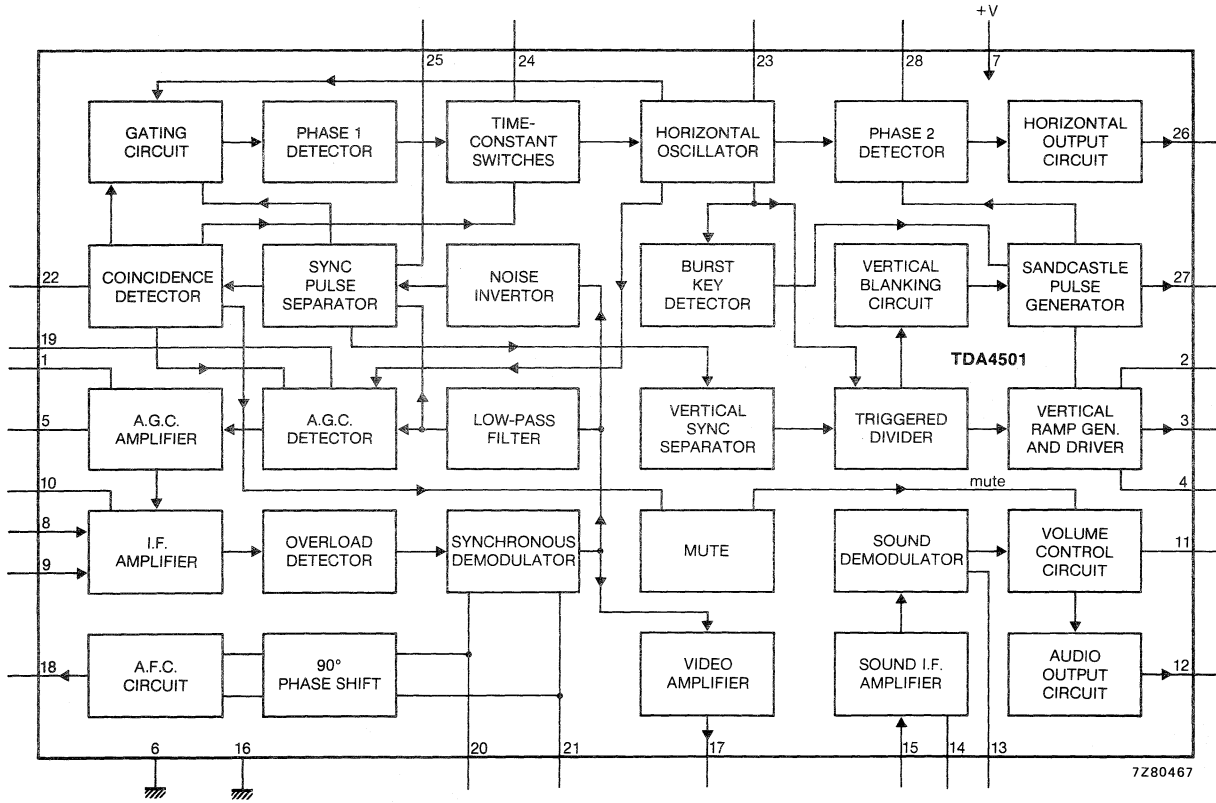 +V
25
24
23
28
7
GATING
CIRCUIT
PHASE 1
DETECTOR
TIME-
CONSTANT
SWITCHES
HORIZONTAL
OSCILLATOR
PHASE 2
DETECTOR
HORIZONTAL
OUTPUT
CIRCUIT
26
22
COINCIDENCE
DETECTOR
SYNC
PULSE
SEPARATOR
NOISE
INVERTOR
BURST
KEY
DETECTOR
VERTICAL
BLANKING
CIRCUIT
SANDCASTLE
PULSE
GENERATOR
27
19
1
TDA4501
2
5
A.G.C.
AMPLIFIER
A.G.C.
DETECTOR
LOW-PASS
FILTER
VERTICAL
SYNC
SEPARATOR
TRIGGERED
DIVIDER
VERTICAL
RAMP GEN.
AND DRIVER
3
10
mute
4
8
9
I.F.
AMPLIFIER
OVERLOAD
DETECTOR
SYNCHRONOUS
DEMODULATOR
MUTE
SOUND
DEMODULATOR
VOLUME
CONTROL
CIRCUIT
11
18
A.F.C.
CIRCUIT
90°
PHASE SHIFT
VIDEO
AMPLIFIER
SOUND I.F.
AMPLIFIER
AUDIO
OUTPUT
CIRCUIT
12
6
16
20
21
17
15
14
13
7Z80467